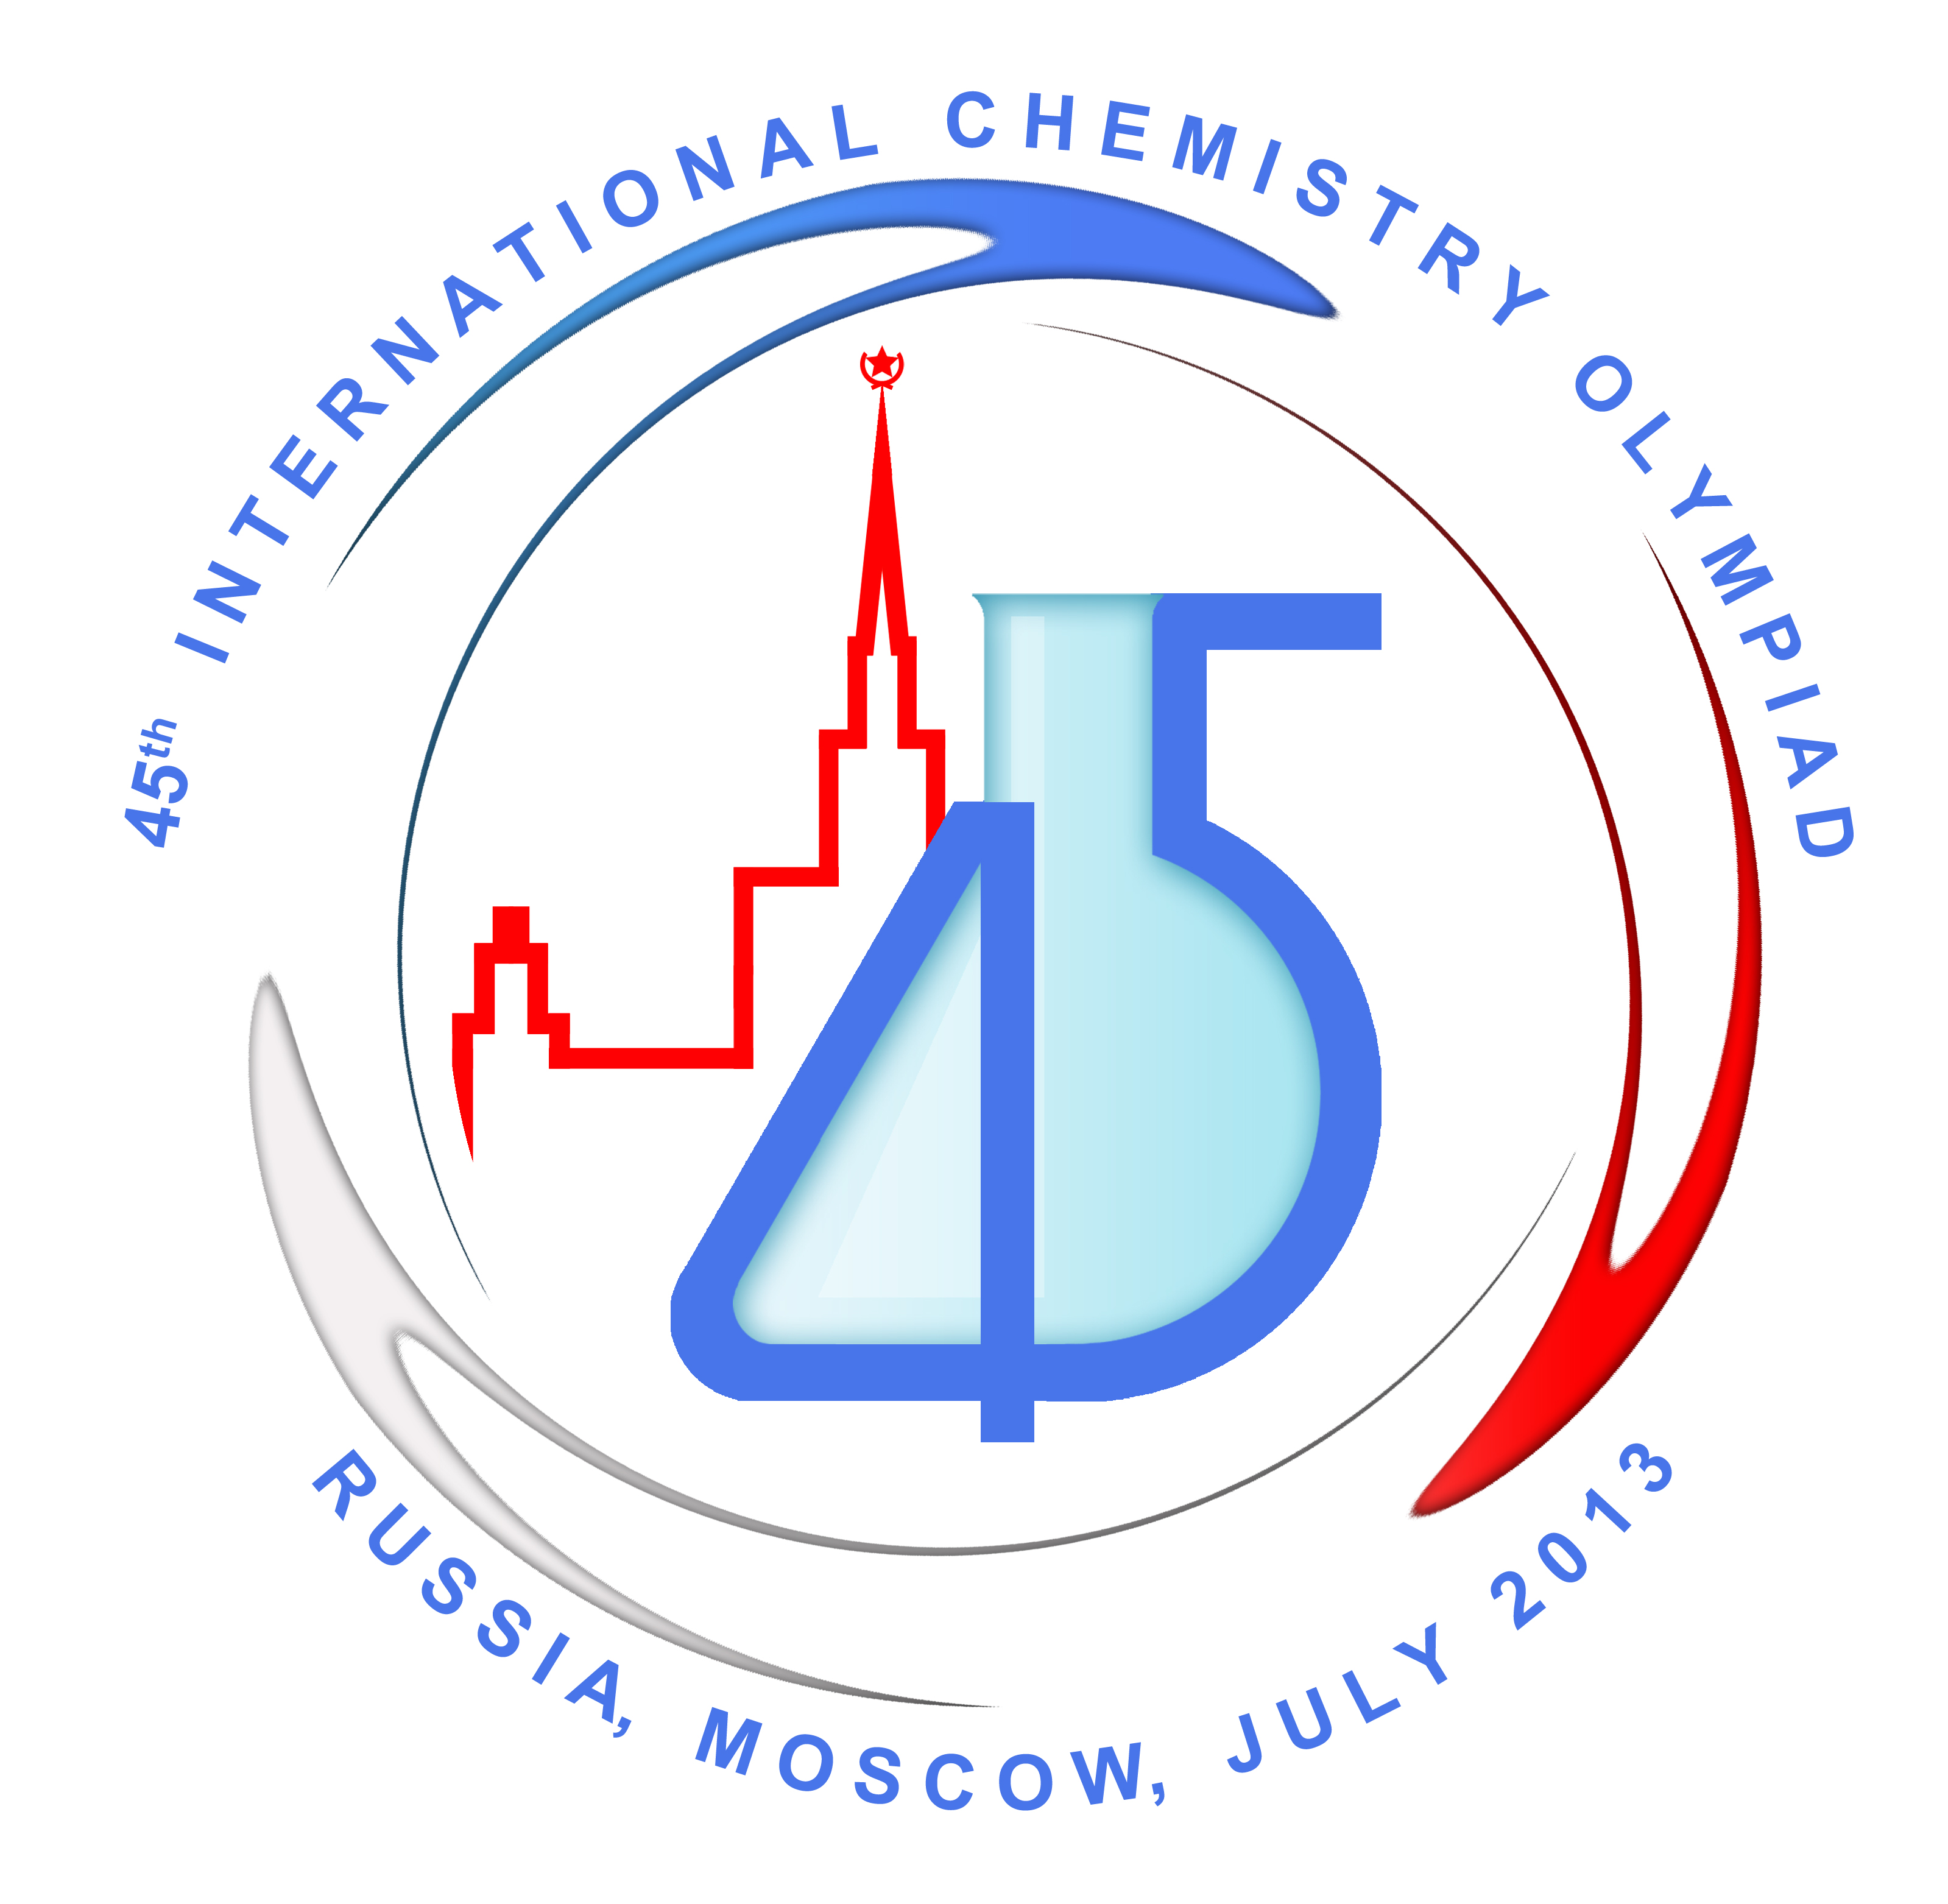 45th INTERNATIONAL CHEMISTRY OLYMPIAD
45
RUSSIA, MOSCOW, JULY 2013